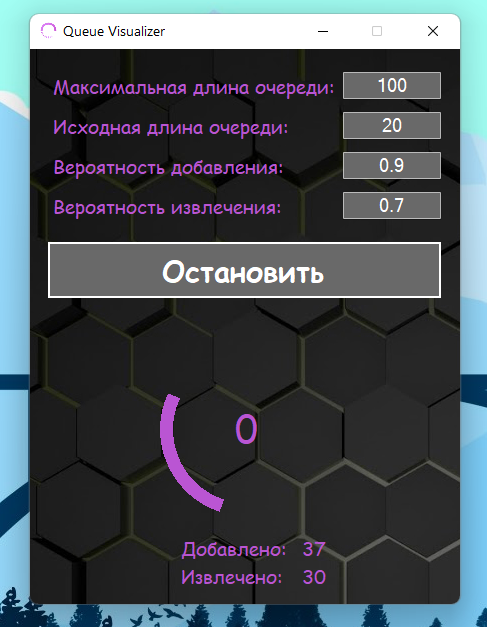 Queue Visualizer
Максимальная длина очереди: 100
Исходная длина очереди: 20
Вероятность добавления: 0.9
Вероятность извлечения: 0.7
Остановить
0
Добавлено: 37
Извлечено: 30